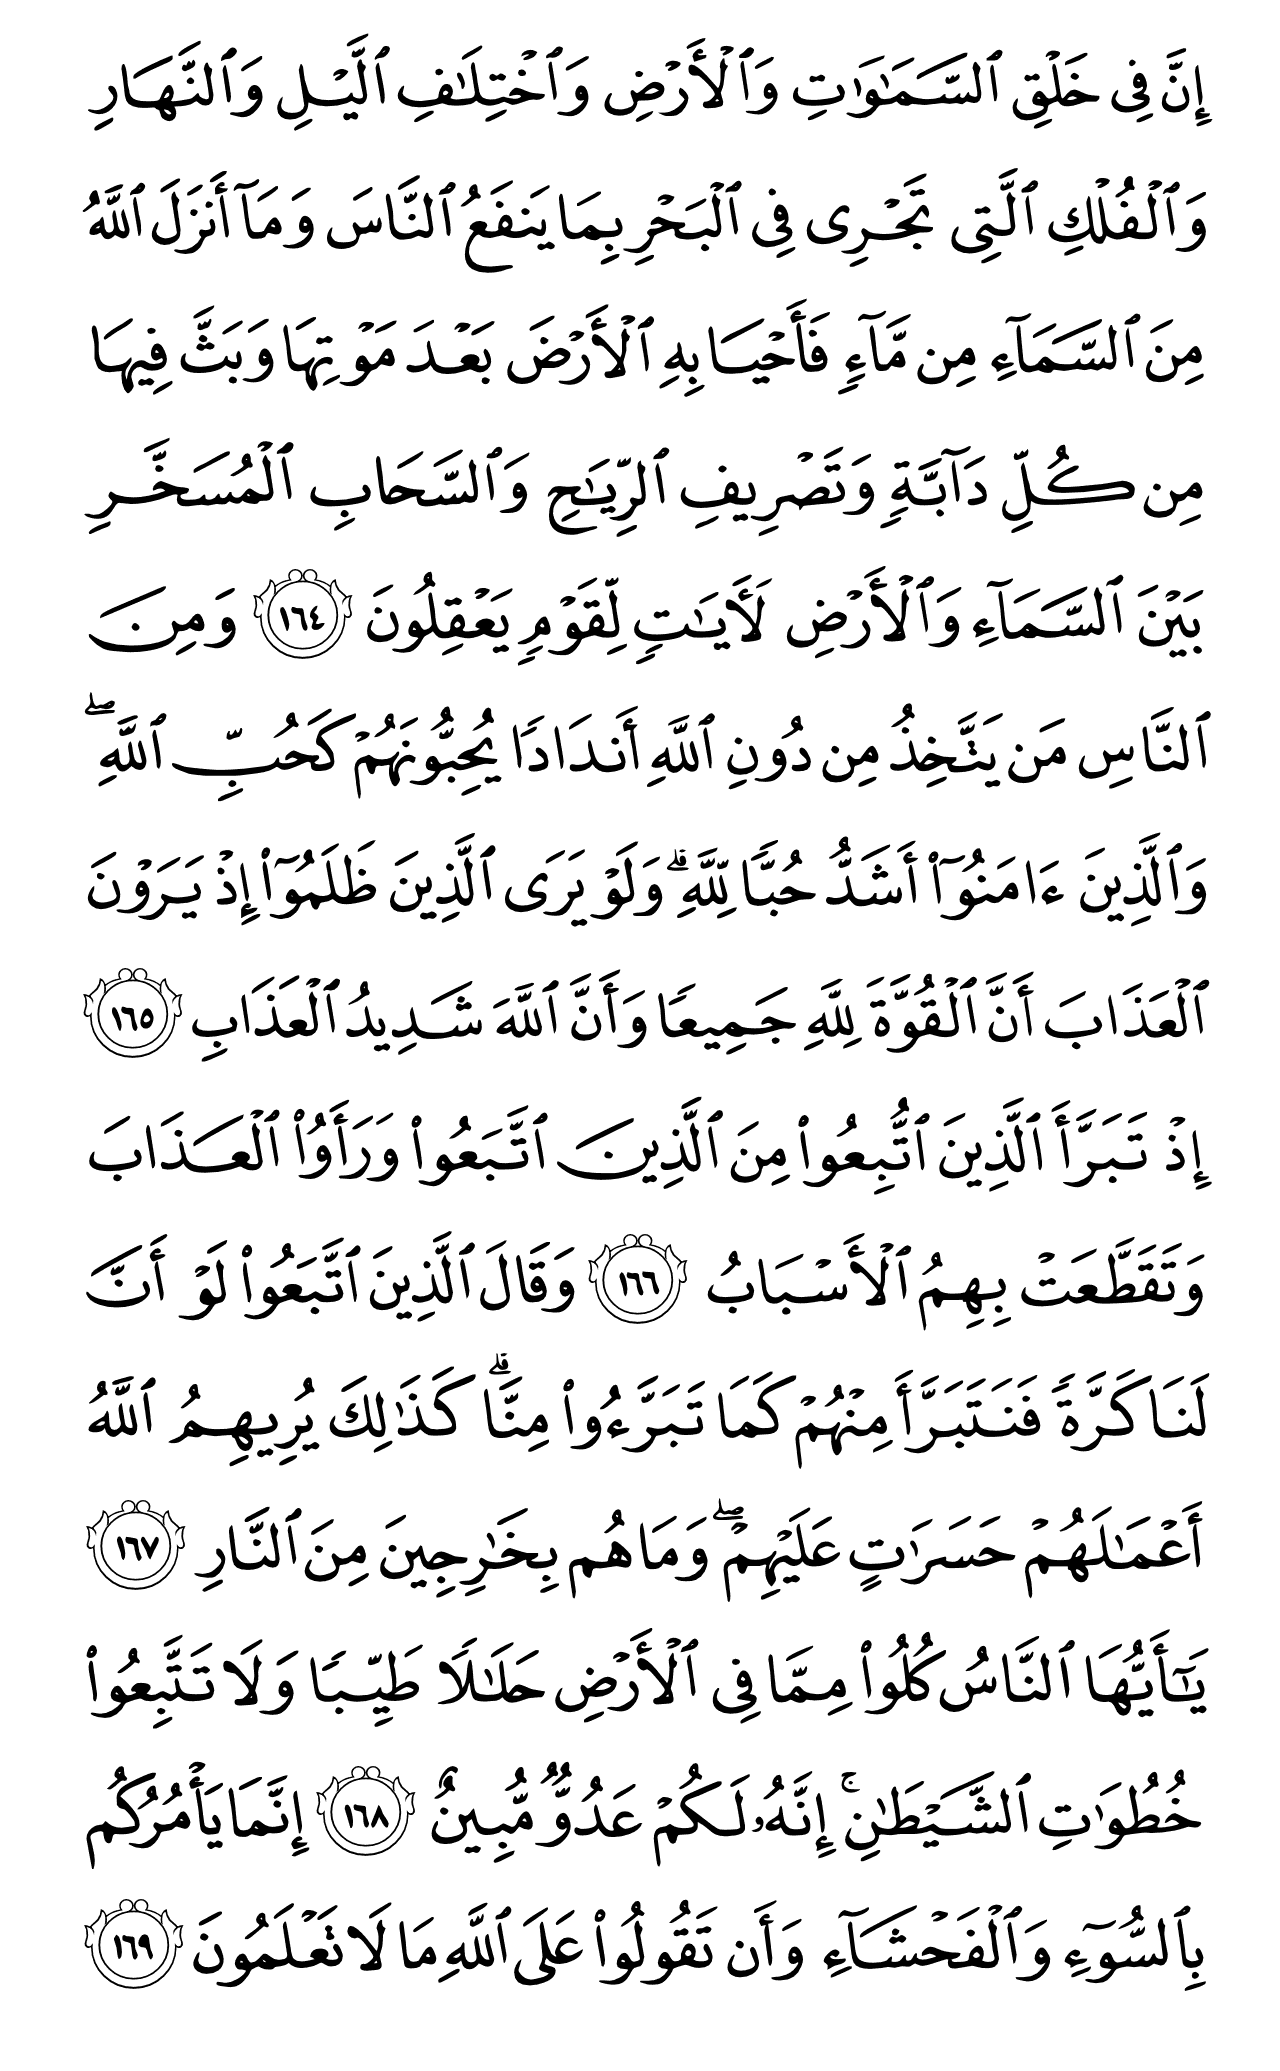 إِنَّ فِى خَلْقِ ٱلسَّمَـٰوَٰتِ وَٱلْأَرْضِ وَٱخْتِلَـٰفِ ٱلَّيْلِ وَٱلنَّهَارِ
وَٱلْفُلْكِ ٱلَّتِى تَجْرِى فِى ٱلْبَحْرِ بِمَا يَنفَعُ ٱلنَّاسَ وَمَآ أَنزَلَ ٱللَّهُ
مِنَ ٱلسَّمَآءِ مِن مَّآءٍ فَأَحْيَا بِهِ ٱلْأَرْضَ بَعْدَ مَوْتِهَا وَبَثَّ فِيهَا
مِن كُلِّ دَآبَّةٍ وَتَصْرِيفِ ٱلرِّيَـٰحِ وَٱلسَّحَابِ ٱلْمُسَخَّرِ
بَيْنَ ٱلسَّمَآءِ وَٱلْأَرْضِ لَـَٔايَـٰتٍ لِّقَوْمٍ يَعْقِلُونَ ١٦٤ وَمِنَ
ٱلنَّاسِ مَن يَتَّخِذُ مِن دُونِ ٱللَّهِ أَندَادًا يُحِبُّونَهُمْ كَحُبِّ ٱللَّهِ ۖ
وَٱلَّذِينَ ءَامَنُوٓا۟ أَشَدُّ حُبًّا لِّلَّهِ ۗ وَلَوْ يَرَى ٱلَّذِينَ ظَلَمُوٓا۟ إِذْ يَرَوْنَ
ٱلْعَذَابَ أَنَّ ٱلْقُوَّةَ لِلَّهِ جَمِيعًا وَأَنَّ ٱللَّهَ شَدِيدُ ٱلْعَذَابِ ١٦٥
إِذْ تَبَرَّأَ ٱلَّذِينَ ٱتُّبِعُوا۟ مِنَ ٱلَّذِينَ ٱتَّبَعُوا۟ وَرَأَوُا۟ ٱلْعَذَابَ
وَتَقَطَّعَتْ بِهِمُ ٱلْأَسْبَابُ ١٦٦ وَقَالَ ٱلَّذِينَ ٱتَّبَعُوا۟ لَوْ أَنَّ
لَنَا كَرَّةً فَنَتَبَرَّأَ مِنْهُمْ كَمَا تَبَرَّءُوا۟ مِنَّا ۗ كَذَٰلِكَ يُرِيهِمُ ٱللَّهُ
أَعْمَـٰلَهُمْ حَسَرَٰتٍ عَلَيْهِمْ ۖ وَمَا هُم بِخَـٰرِجِينَ مِنَ ٱلنَّارِ ١٦٧
يَـٰٓأَيُّهَا ٱلنَّاسُ كُلُوا۟ مِمَّا فِى ٱلْأَرْضِ حَلَـٰلًا طَيِّبًا وَلَا تَتَّبِعُوا۟
خُطُوَٰتِ ٱلشَّيْطَـٰنِ ۚ إِنَّهُۥ لَكُمْ عَدُوٌّ مُّبِينٌ ١٦٨ إِنَّمَا يَأْمُرُكُم
بِٱلسُّوٓءِ وَٱلْفَحْشَآءِ وَأَن تَقُولُوا۟ عَلَى ٱللَّهِ مَا لَا تَعْلَمُونَ ١٦٩